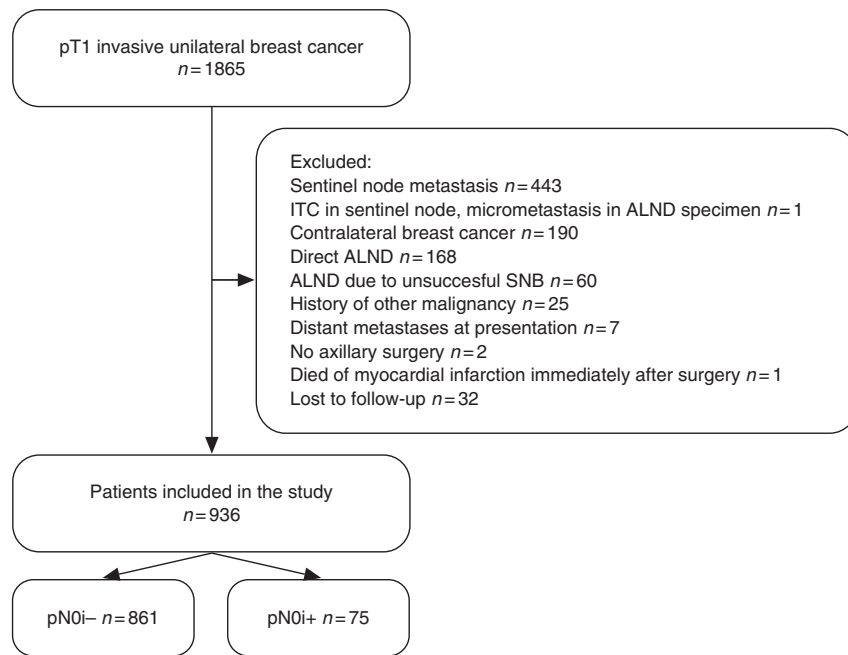 pT1 invasive unilateral breast cancer
n=1865
Excluded:
Sentinel node metastasis n=443
ITC in sentinel node, micrometastasis in ALND specimen n=1
Contralateral breast cancer n=190
Direct ALND n=168
ALND due to unsuccesful SNB n=60
History of other malignancy n=25
Distant metastases at presentation n=7
No axillary surgery n=2
Died of myocardial infarction immediately after surgery n=1
Lost to follow-up n=32
Patients included in the study
n=936
pN0i– n=861
pN0i+ n=75